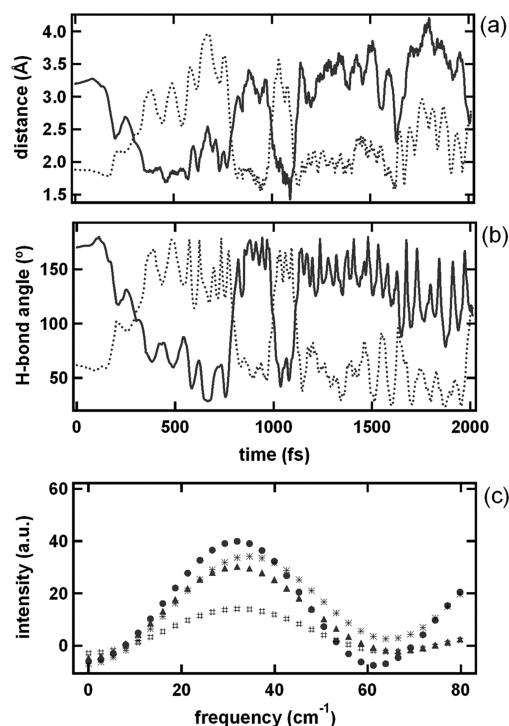 (a)
distance (Å)
4.0
3.5
3.0
2.5
2.0
1.5
(b)
H-bond angle (º)
150
100
50
0
500
1000
1500
2000
time (fs)
(c)
intensity (a.u.)
60
40
20
0
0
20
40
60
80
frequency (cm⁻¹)